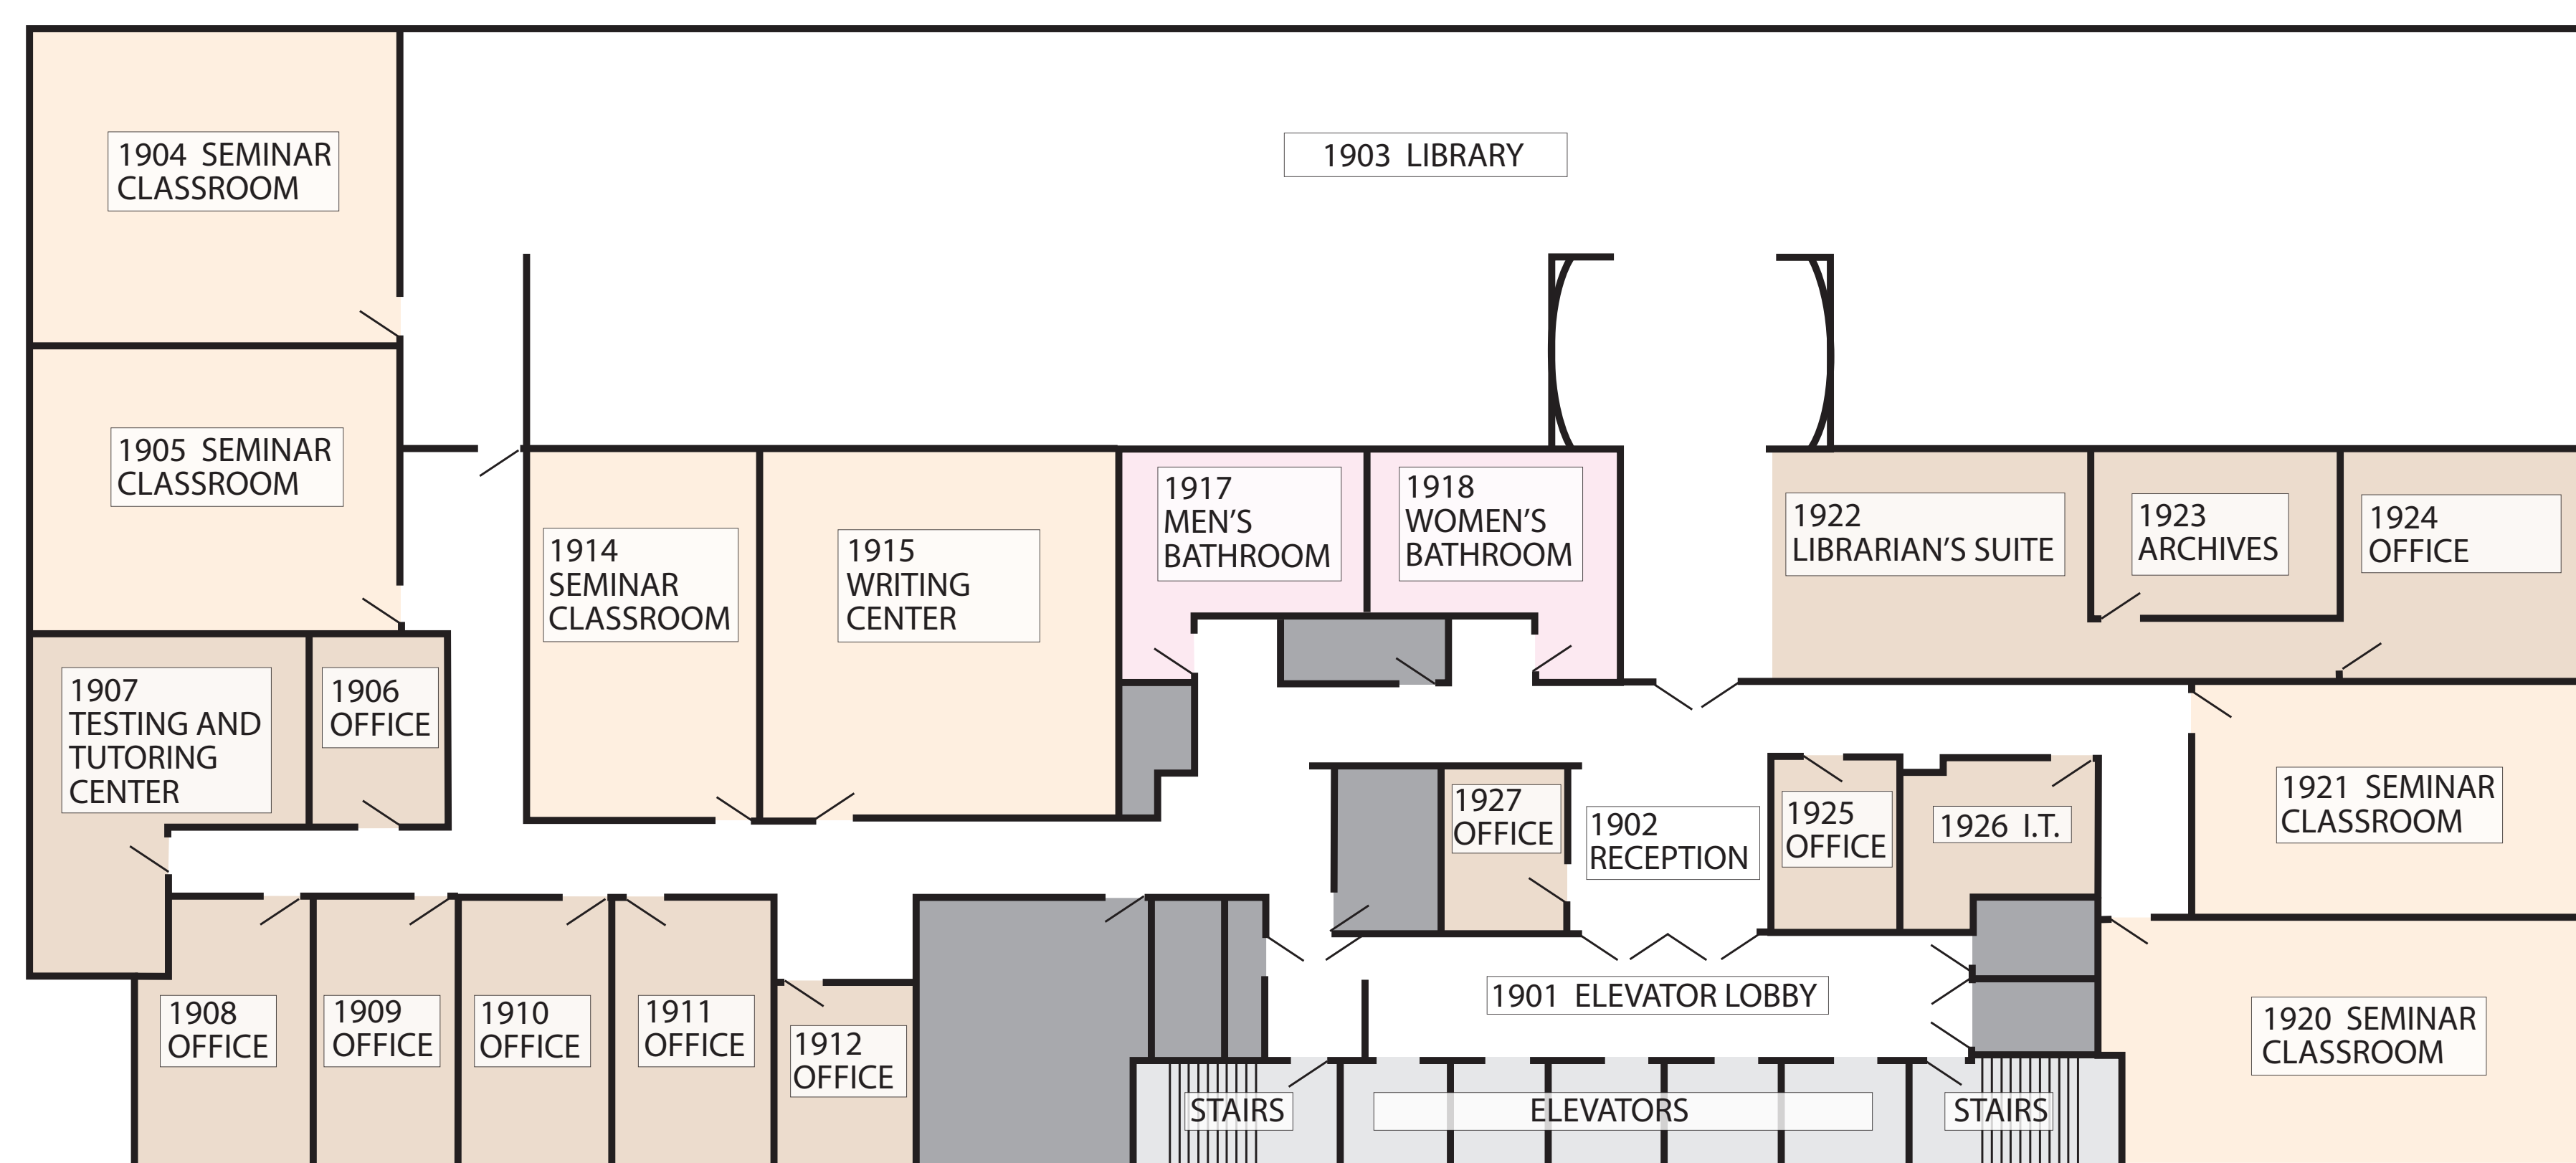 1904 SEMINAR
CLASSROOM
1903 LIBRARY
1905 SEMINAR
CLASSROOM
1907
TESTING AND
TUTORING
CENTER
1906
OFFICE
1914
SEMINAR
CLASSROOM
1915
WRITING
CENTER
1917
MEN'S
BATHROOM
1918
WOMEN'S
BATHROOM
1922
LIBRARIAN'S SUITE
1923
ARCHIVES
1924
OFFICE
1927
OFFICE
1902
RECEPTION
1925
OFFICE
1926 I.T.
1921 SEMINAR
CLASSROOM
1908
OFFICE
1909
OFFICE
1910
OFFICE
1911
OFFICE
1912
OFFICE
1901 ELEVATOR LOBBY
1920 SEMINAR
CLASSROOM
STAIRS
ELEVATORS
STAIRS